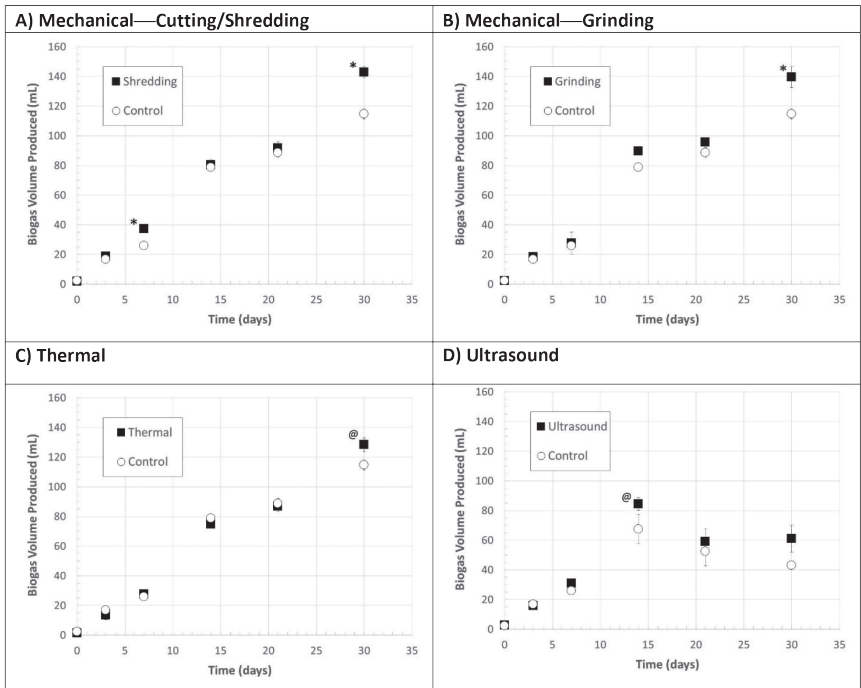 A) Mechanical—Cutting/Shredding
160
140
120
100
80
60
40
20
0
Biogas Volume Produced (mL)
Shredding
Control
*
*
0 5 10 15 20 25 30 35
Time (days)
B) Mechanical—Grinding
160
140
120
100
80
60
40
20
0
Biogas Volume Produced (mL)
Grinding
Control
*
0 5 10 15 20 25 30 35
Time (days)
C) Thermal
160
140
120
100
80
60
40
20
0
Biogas Volume Produced (mL)
Thermal
Control
@
0 5 10 15 20 25 30 35
Time (days)
D) Ultrasound
160
140
120
100
80
60
40
20
0
Biogas Volume Produced (mL)
Ultrasound
Control
@
0 5 10 15 20 25 30 35
Time (days)